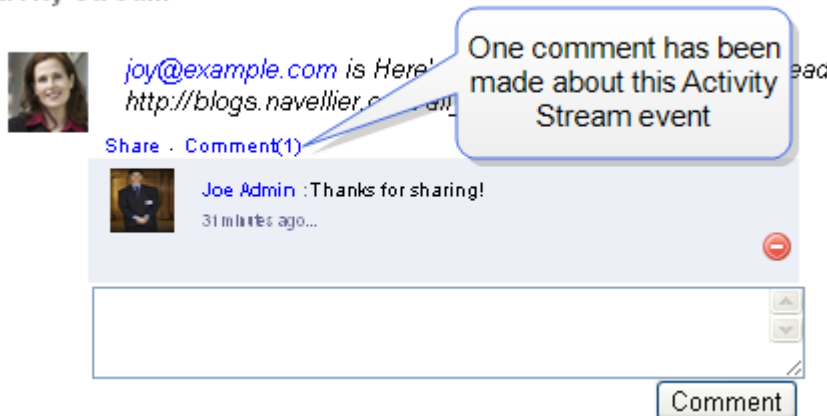 joy@example.com is Here'
http://blogs.navellier.c
One comment has been
made about this Activity
Stream event
Share · Comment(1)
Joe Admin :Thanks for sharing!
31 minutes ago...
Comment